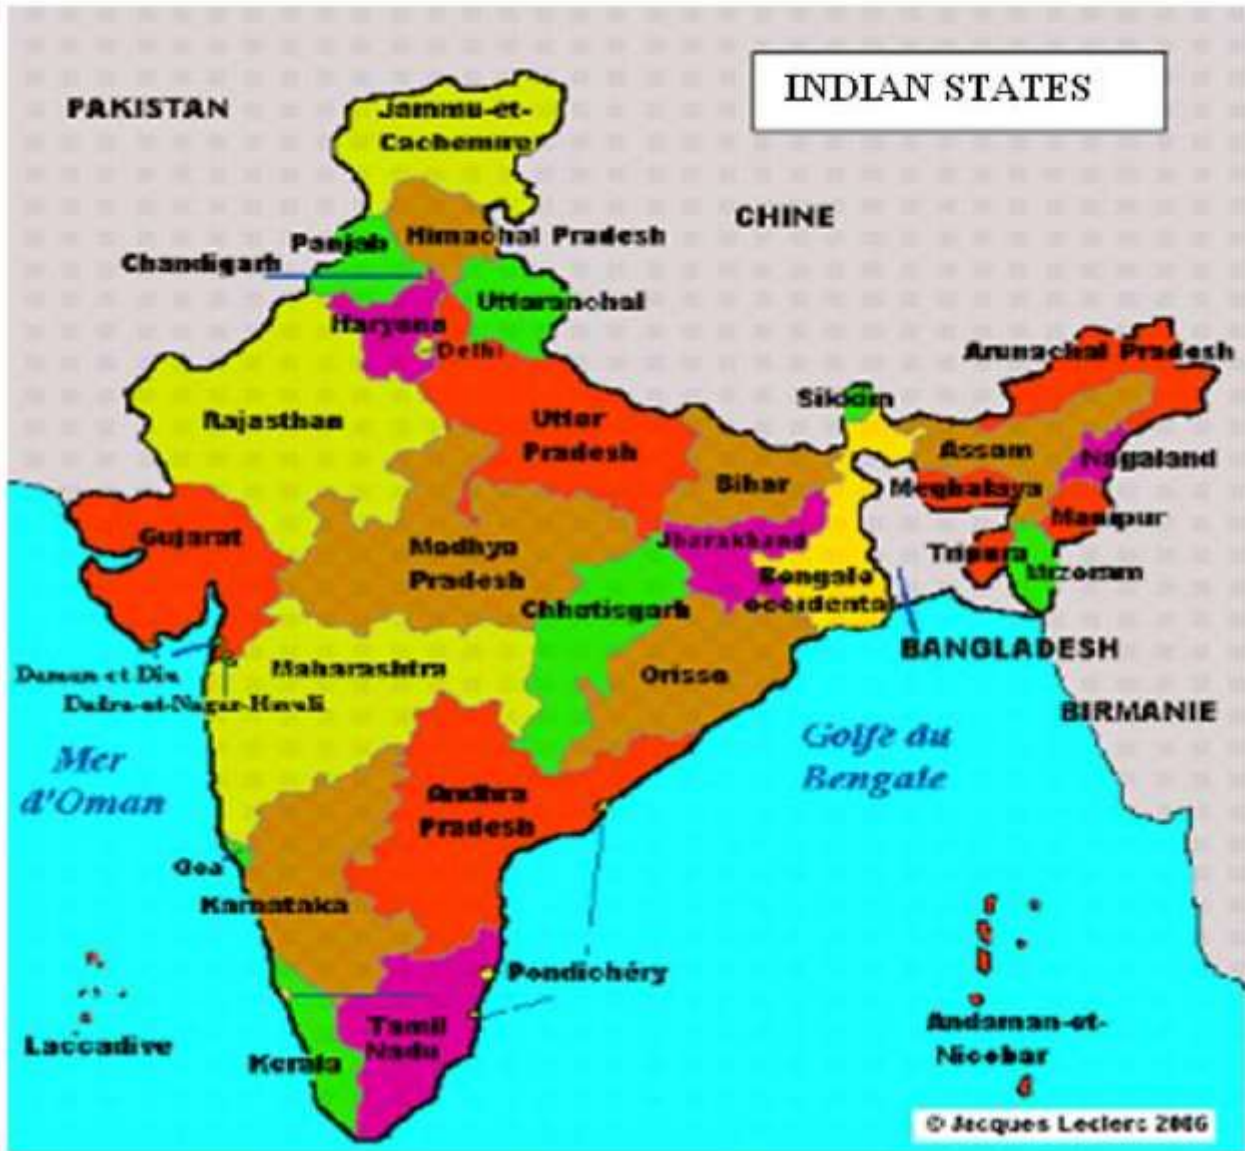 INDIAN STATES
PAKISTAN
Jammu-et-
Cachemire
CHINE
Panjab
Himachal Pradesh
Chandigarh
Uttaranchal
Haryana
Delhi
Arunachal Pradesh
Sikkim
Rajasthan
Uttar
Pradesh
Assam
Nagaland
Bihar
Meghalaya
Manipur
Gujarat
Madhya
Pradesh
Jharakhand
Tripura
Mizoram
Bengale
occidental
Chhatisgarh
BANGLADESH
Daman et Diu
Maharashtra
Orissa
Dadra-et-Nagar-Haveli
BIRMANIE
Mer
d'Oman
Golfe du
Bengale
Andhra
Pradesh
Goa
Karnataka
Pondichéry
Laccadive
Tamil
Nadu
Kerala
Andaman-et-
Nicobar
© Jacques Leclerc 2006